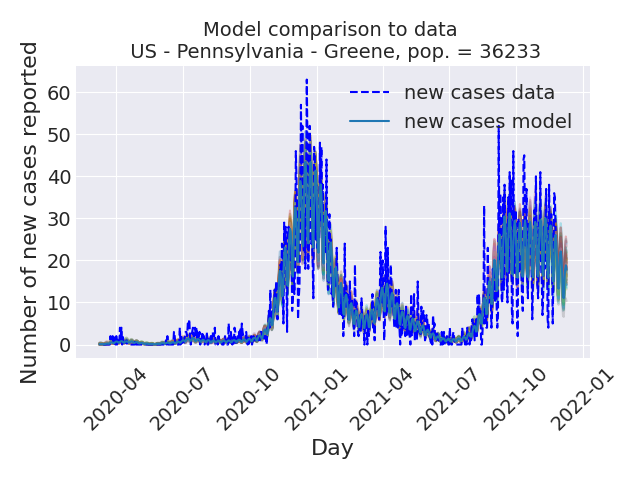 Model comparison to data
US - Pennsylvania - Greene, pop. = 36233
new cases data
new cases model
Number of new cases reported
60
50
40
30
20
10
0
2020-04
2020-07
2020-10
2021-01
2021-04
2021-07
2021-10
2022-01
Day